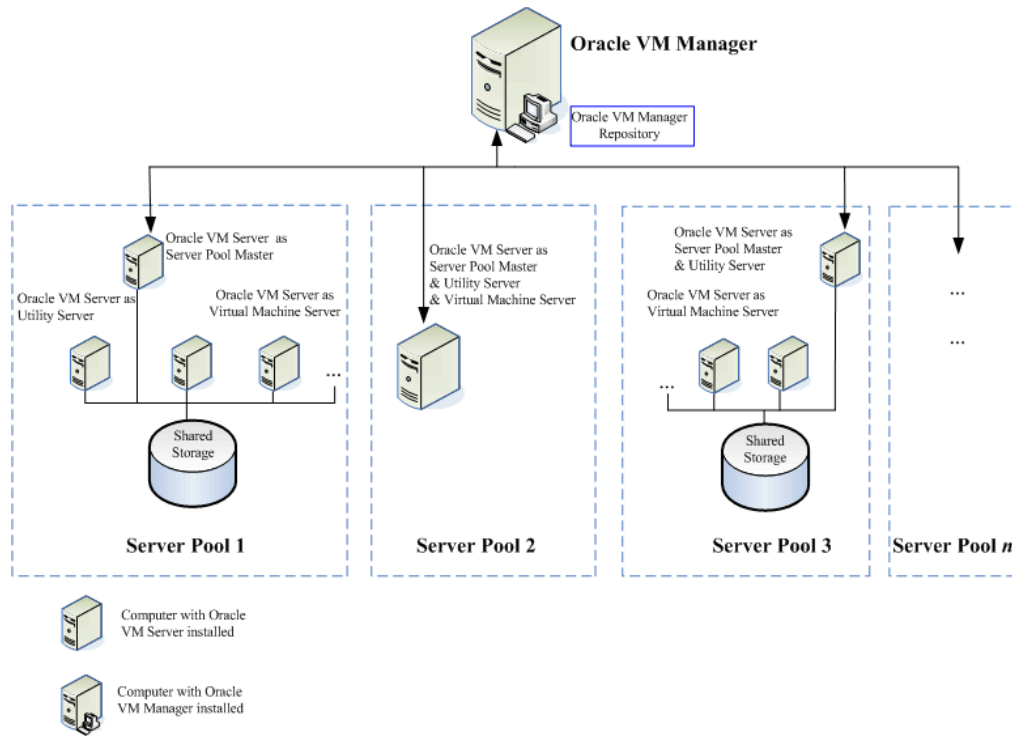 Oracle VM Manager
Oracle VM Manager
Repository
Oracle VM Server as
Server Pool Master
Oracle VM Server as
Utility Server
Oracle VM Server as
Virtual Machine Server
...
Shared
Storage
Server Pool 1
Oracle VM Server as
Server Pool Master
& Utility Server
& Virtual Machine Server
Server Pool 2
Oracle VM Server as
Server Pool Master
& Utility Server
Oracle VM Server as
Virtual Machine Server
...
Shared
Storage
Server Pool 3
...
...
Server Pool n
Computer with Oracle
VM Server installed
Computer with Oracle
VM Manager installed